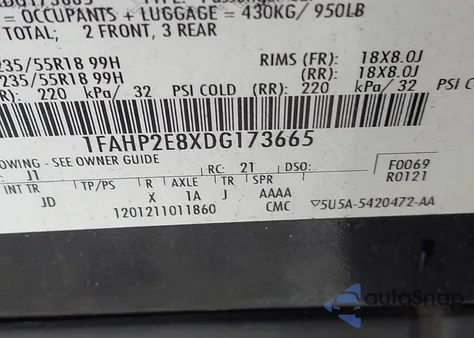 = OCCUPANTS + LUGGAGE = 430KG/ 950LB
TOTAL; 2 FRONT, 3 REAR
235/55R18 99H RIMS (FR): 18X8.0J
235/55R18 99H (RR): 18X8.0J
R): 220 kPa/ 32 PSI COLD (RR): 220 kPa/ 32
1FAHP2E8XDG173665
OWING - SEE OWNER GUIDE
J1 RC: 21 DSO: F0069
INT TR TP/PS R AXLE TR SPR R0121
JD X 1A J AAAA
1201211011860 CMC ▽5U5A-5420472-AA
autoSnap